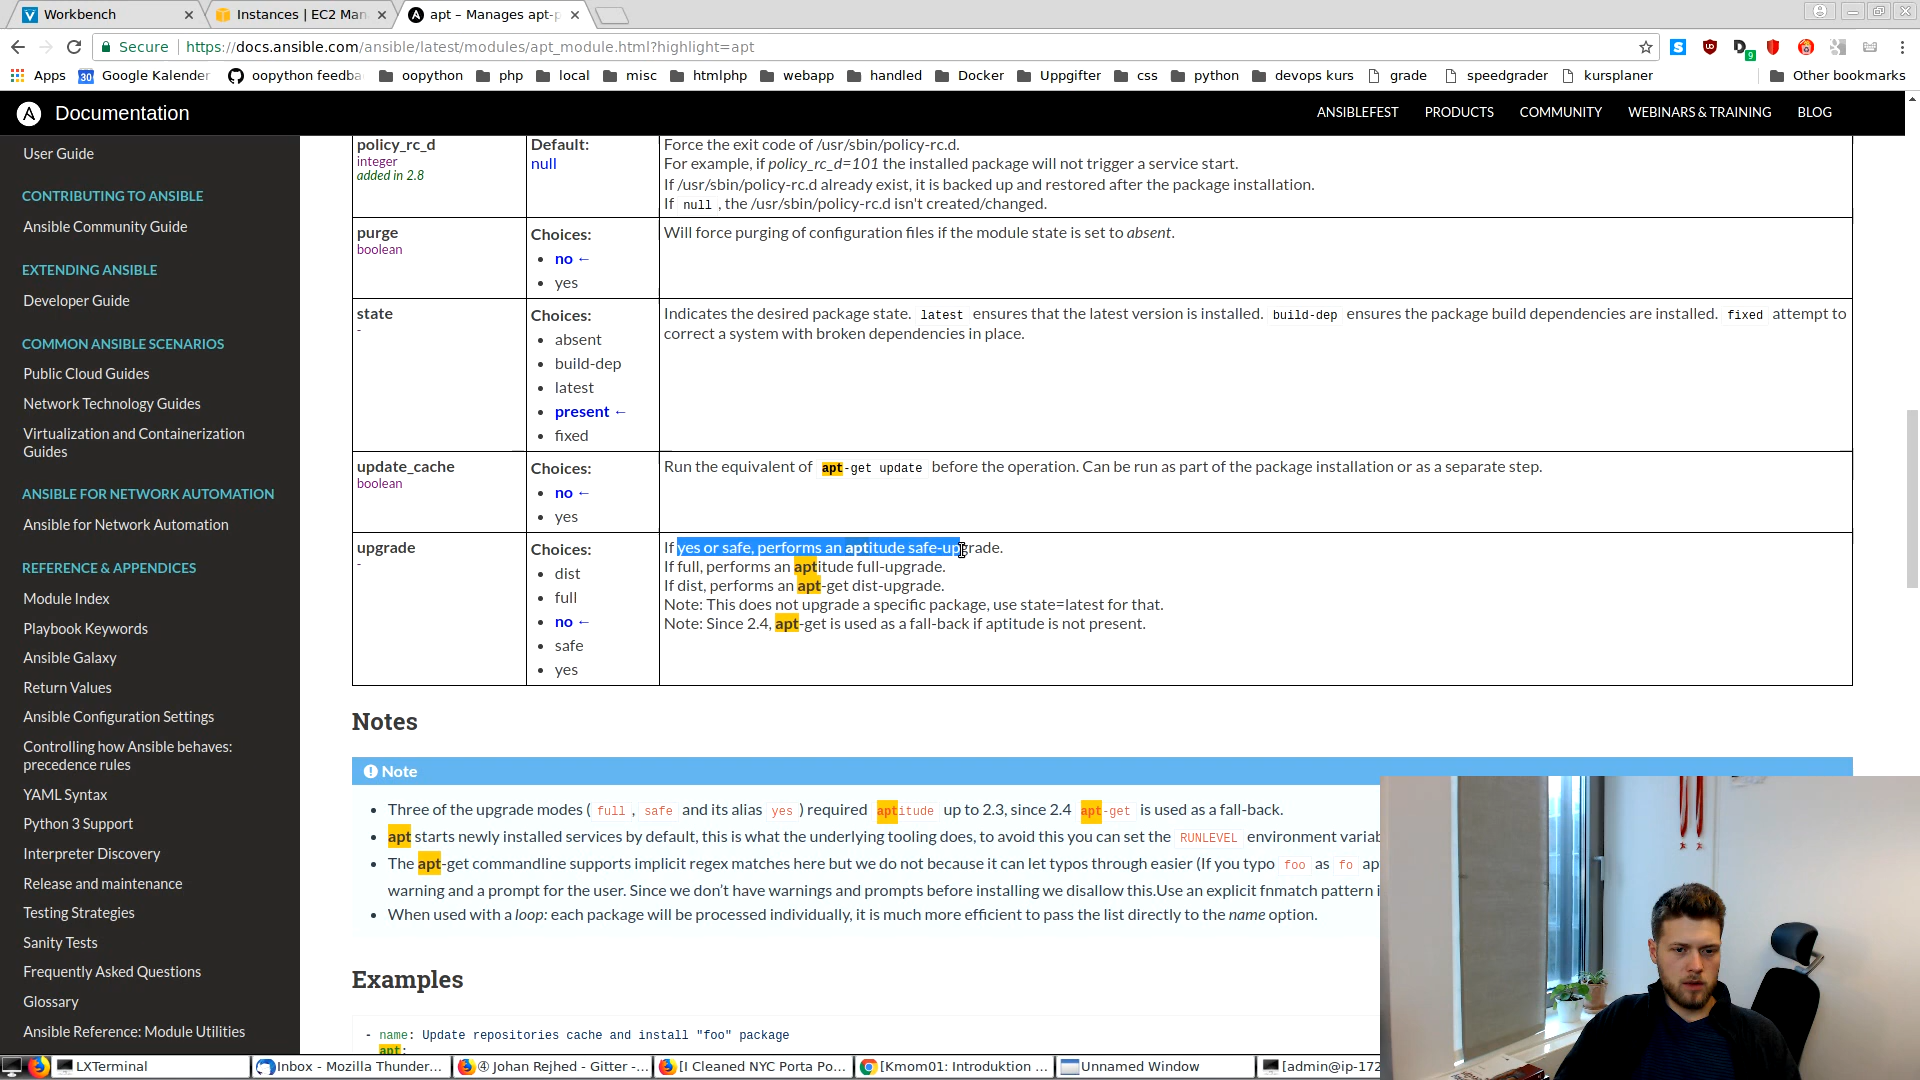 Workbench
Instances | EC2 Man
apt – Manages apt-p
Secure
https://docs.ansible.com/ansible/latest/modules/apt_module.html?highlight=apt
Apps
Google Kalender
oopython feedba
oopython
php
local
misc
htmlphp
webapp
handled
Docker
Uppgifter
css
python
devops kurs
grade
speedgrader
kursplaner
Other bookmarks
Documentation
ANSIBLEFEST
PRODUCTS
COMMUNITY
WEBINARS & TRAINING
BLOG
User Guide
CONTRIBUTING TO ANSIBLE
Ansible Community Guide
EXTENDING ANSIBLE
Developer Guide
COMMON ANSIBLE SCENARIOS
Public Cloud Guides
Network Technology Guides
Virtualization and Containerization
Guides
ANSIBLE FOR NETWORK AUTOMATION
Ansible for Network Automation
REFERENCE & APPENDICES
Module Index
Playbook Keywords
Ansible Galaxy
Return Values
Ansible Configuration Settings
Controlling how Ansible behaves:
precedence rules
YAML Syntax
Python 3 Support
Interpreter Discovery
Release and maintenance
Testing Strategies
Sanity Tests
Frequently Asked Questions
Glossary
Ansible Reference: Module Utilities
policy_rc_d
integer
added in 2.8
Default:
null
Force the exit code of /usr/sbin/policy-rc.d.
For example, if policy_rc_d=101 the installed package will not trigger a service start.
If /usr/sbin/policy-rc.d already exist, it is backed up and restored after the package installation.
If null , the /usr/sbin/policy-rc.d isn't created/changed.
purge
boolean
Choices:
no ←
yes
Will force purging of configuration files if the module state is set to absent.
state
-
Choices:
absent
build-dep
latest
present ←
fixed
Indicates the desired package state. latest ensures that the latest version is installed. build-dep ensures the package build dependencies are installed. fixed attempt to
correct a system with broken dependencies in place.
update_cache
boolean
Choices:
no ←
yes
Run the equivalent of apt-get update before the operation. Can be run as part of the package installation or as a separate step.
upgrade
-
Choices:
dist
full
no ←
safe
yes
If yes or safe, performs an aptitude safe-upgrade.
If full, performs an aptitude full-upgrade.
If dist, performs an apt-get dist-upgrade.
Note: This does not upgrade a specific package, use state=latest for that.
Note: Since 2.4, apt-get is used as a fall-back if aptitude is not present.
Notes
Note
Three of the upgrade modes ( full , safe and its alias yes ) required aptitude up to 2.3, since 2.4 apt-get is used as a fall-back.
apt starts newly installed services by default, this is what the underlying tooling does, to avoid this you can set the RUNLEVEL environment variab
The apt-get commandline supports implicit regex matches here but we do not because it can let typos through easier (If you typo foo as fo ap
warning and a prompt for the user. Since we don't have warnings and prompts before installing we disallow this.Use an explicit fnmatch pattern i
When used with a loop: each package will be processed individually, it is much more efficient to pass the list directly to the name option.
Examples
- name: Update repositories cache and install "foo" package
apt:
LXTerminal
Inbox - Mozilla Thunder...
④ Johan Rejhed - Gitter -...
[I Cleaned NYC Porta Po...
[Kmom01: Introduktion ...
Unnamed Window
[admin@ip-172